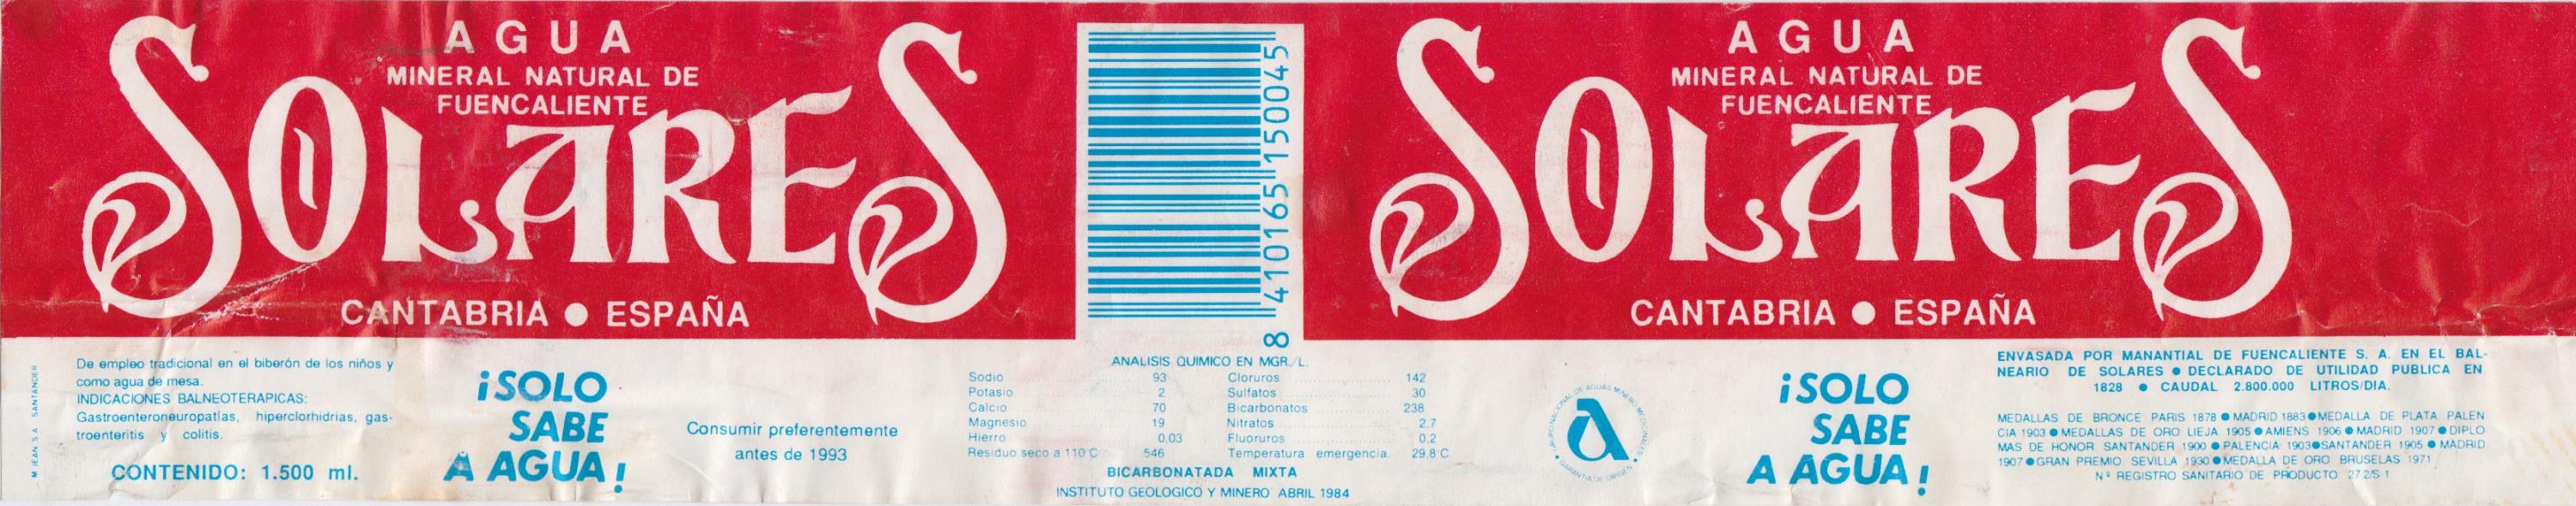 AGUA
MINERAL NATURAL DE
FUENCALIENTE
SOLARES
CANTABRIA ● ESPAÑA
8 410165 150045
AGUA
MINERAL NATURAL DE
FUENCALIENTE
SOLARES
CANTABRIA ● ESPAÑA
De empleo tradicional en el biberón de los niños y
como agua de mesa.
INDICACIONES BALNEOTERAPICAS:
Gastroenteroneuropatías, hiperclorhidrias, gas-
troenteritis y colitis.
CONTENIDO: 1.500 ml.
¡SOLO
SABE
A AGUA!
Consumir preferentemente
antes de 1993
ANALISIS QUIMICO EN MGR./L.
Sodio 93 Cloruros 142
Potasio 2 Sulfatos 30
Calcio 70 Bicarbonatos 238
Magnesio 19 Nitratos 2,7
Hierro 0,03 Fluoruros 0,2
Residuo seco a 110 C 546 Temperatura emergencia. 29,8 C.
BICARBONATADA MIXTA
INSTITUTO GEOLOGICO Y MINERO ABRIL 1984
GARANTIA DE ORIGEN
¡SOLO
SABE
A AGUA!
ENVASADA POR MANANTIAL DE FUENCALIENTE S. A. EN EL BAL-
NEARIO DE SOLARES ● DECLARADO DE UTILIDAD PUBLICA EN
1828 ● CAUDAL 2.800.000 LITROS/DIA.
MEDALLAS DE BRONCE PARIS 1878 ● MADRID 1883 ● MEDALLA DE PLATA PALEN
CIA 1903 ● MEDALLAS DE ORO LIEJA 1905 ● AMIENS 1906 ● MADRID 1907 ● DIPLO
MAS DE HONOR SANTANDER 1900 ● PALENCIA 1903 ● SANTANDER 1905 ● MADRID
1907 ● GRAN PREMIO SEVILLA 1930 ● MEDALLA DE ORO BRUSELAS 1971
Nº REGISTRO SANITARIO DE PRODUCTO